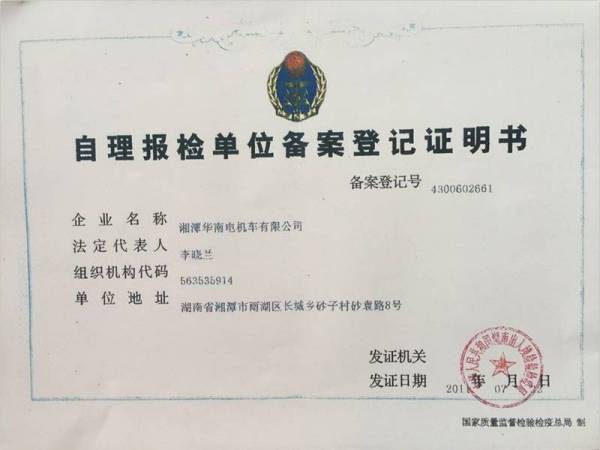 自理报检单位备案登记证明书
备案登记号 4300602661
企业名称 湘潭华南电机车有限公司
法定代表人 李晓兰
组织机构代码 563535914
单位地址 湖南省湘潭市雨湖区长城乡砂子村砂袁路8号
发证机关
发证日期 2011 年 07 月 日
国家质量监督检验检疫总局 制